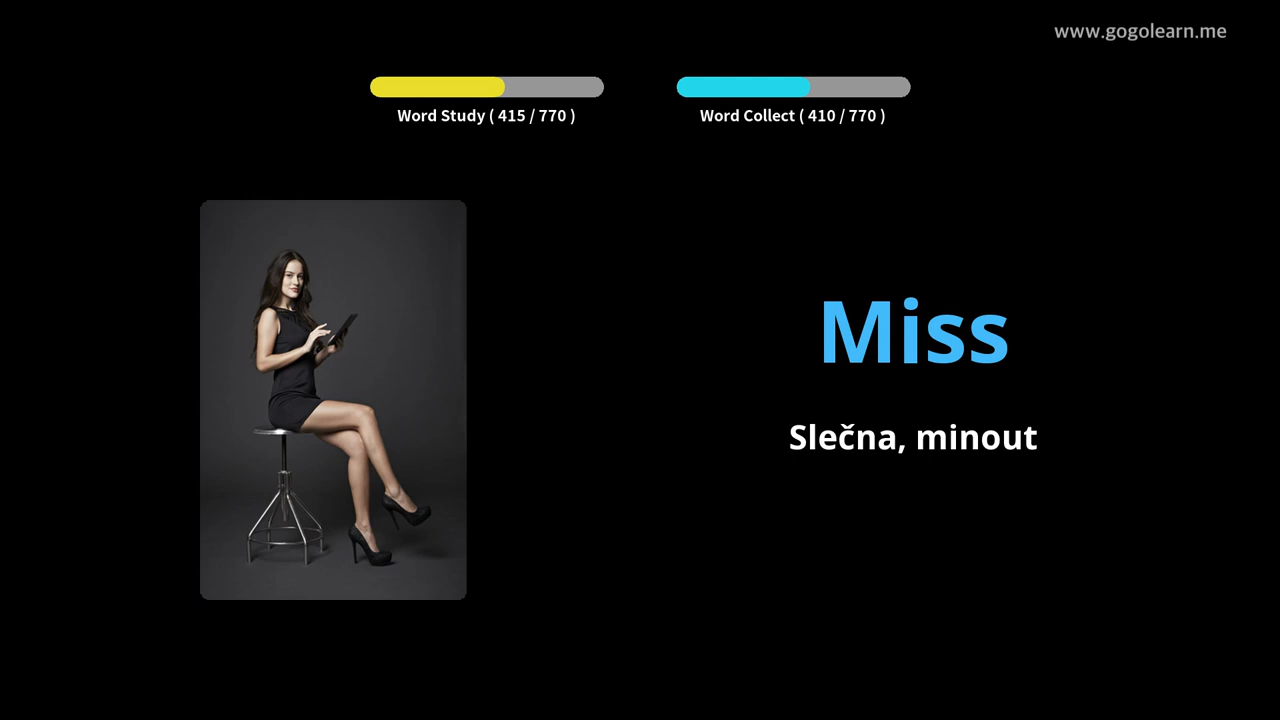 www.gogolearn.me
Word Study ( 415 / 770 )
Word Collect ( 410 / 770 )
Miss
Slečna, minout